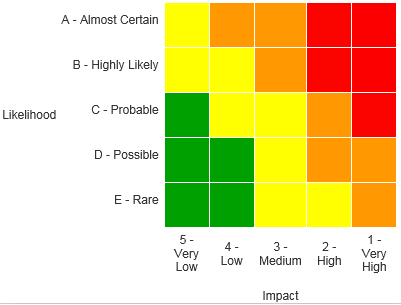 A - Almost Certain
B - Highly Likely
Likelihood
C - Probable
D - Possible
E - Rare
5 -
Very
Low
4 -
Low
3 -
Medium
2 -
High
1 -
Very
High
Impact